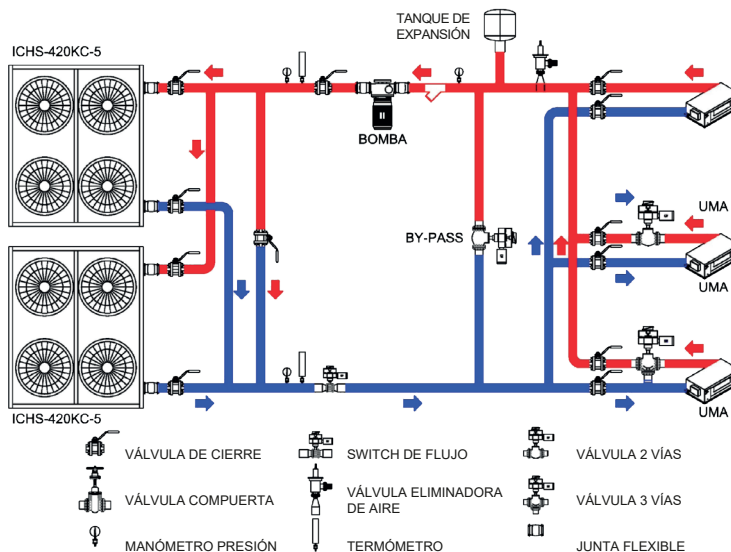 TANQUE DE
EXPANSIÓN
ICHS-420KC-5
BOMBA
UMA
BY-PASS
UMA
UMA
ICHS-420KC-5
VÁLVULA DE CIERRE
SWITCH DE FLUJO
VÁLVULA 2 VÍAS
VÁLVULA COMPUERTA
VÁLVULA ELIMINADORA
DE AIRE
VÁLVULA 3 VÍAS
MANÓMETRO PRESIÓN
TERMÓMETRO
JUNTA FLEXIBLE